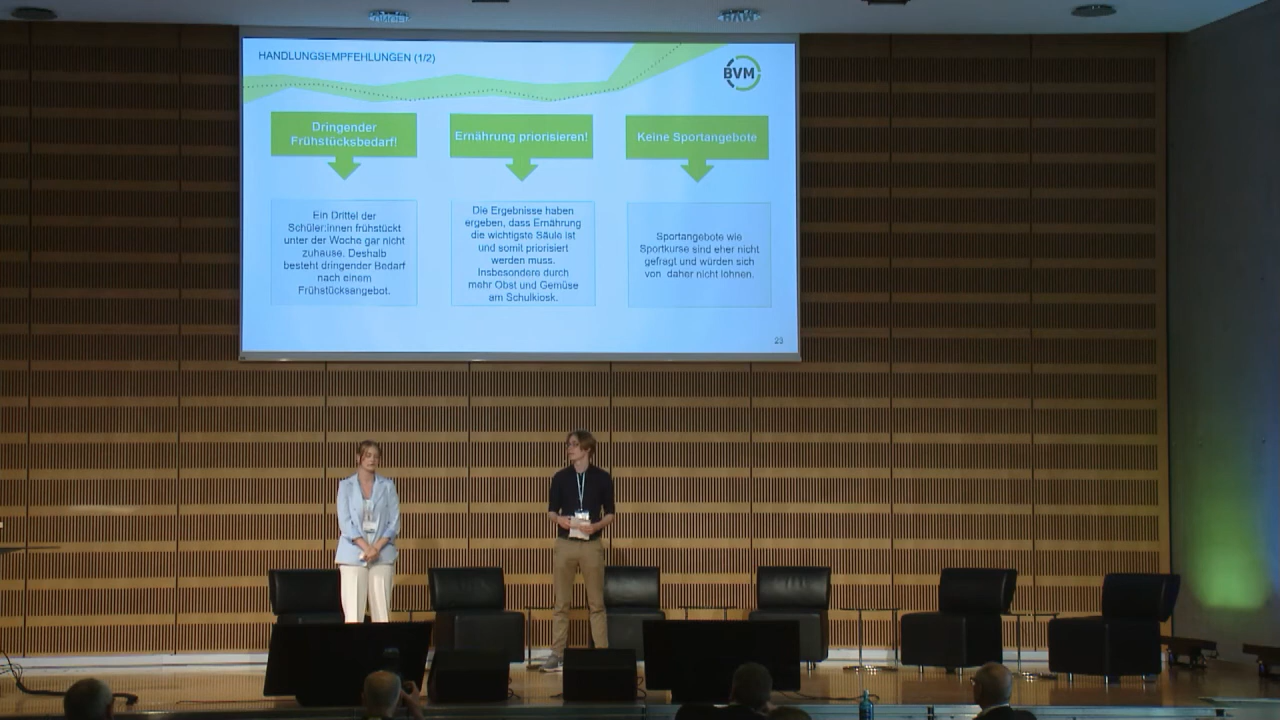 HANDLUNGSEMPFEHLUNGEN (1/2)
BVM
Dringender
Frühstücksbedarf!
Ernährung priorisieren!
Keine Sportangebote
Ein Drittel der
Schüler:innen frühstückt
unter der Woche gar nicht
zuhause. Deshalb
besteht dringender Bedarf
nach einem
Frühstücksangebot.
Die Ergebnisse haben
ergeben, dass Ernährung
die wichtigste Säule ist
und somit priorisiert
werden muss.
Insbesondere durch
mehr Obst und Gemüse
am Schulkiosk.
Sportangebote wie
Sportkurse sind eher nicht
gefragt und würden sich
von daher nicht lohnen.
23